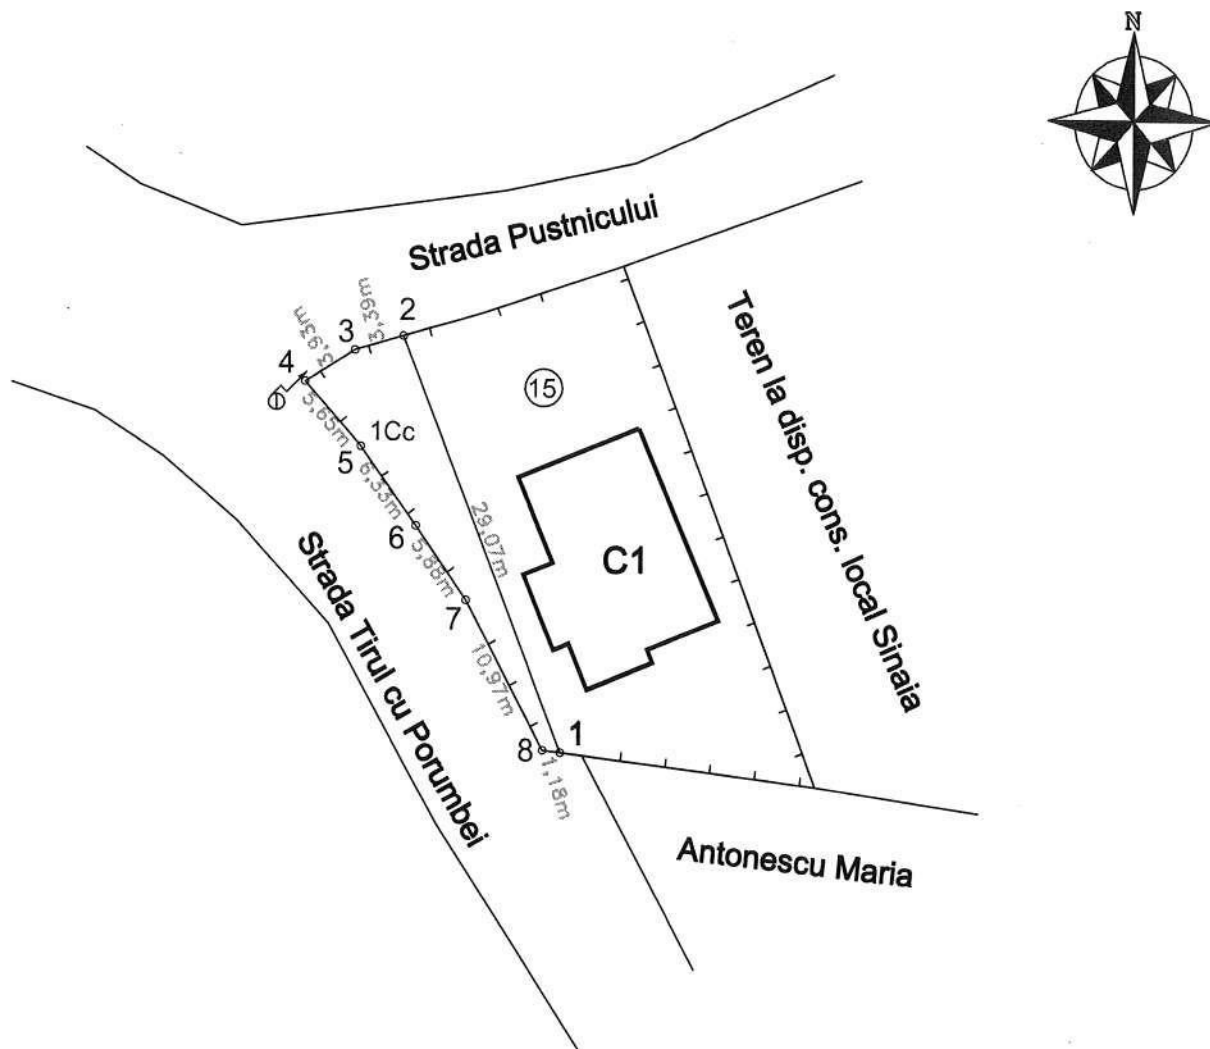 N
Strada Pustnicului
3,39m
2
3,93m
3
4
Teren la disp. cons. local Sinaia
15
5,65m
1Cc
5
6,33m
6
29,07m
5,88m
C1
7
Strada Tirul cu Porumbei
10,97m
8
1
1,18m
Antonescu Maria